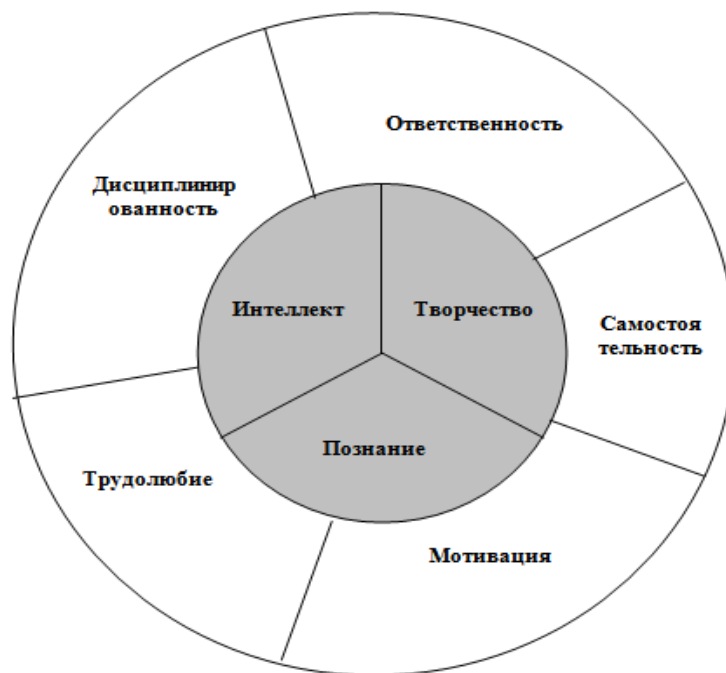 Ответственность
Дисциплинир
ованность
Интеллект
Творчество
Самостоя
тельность
Познание
Трудолюбие
Мотивация